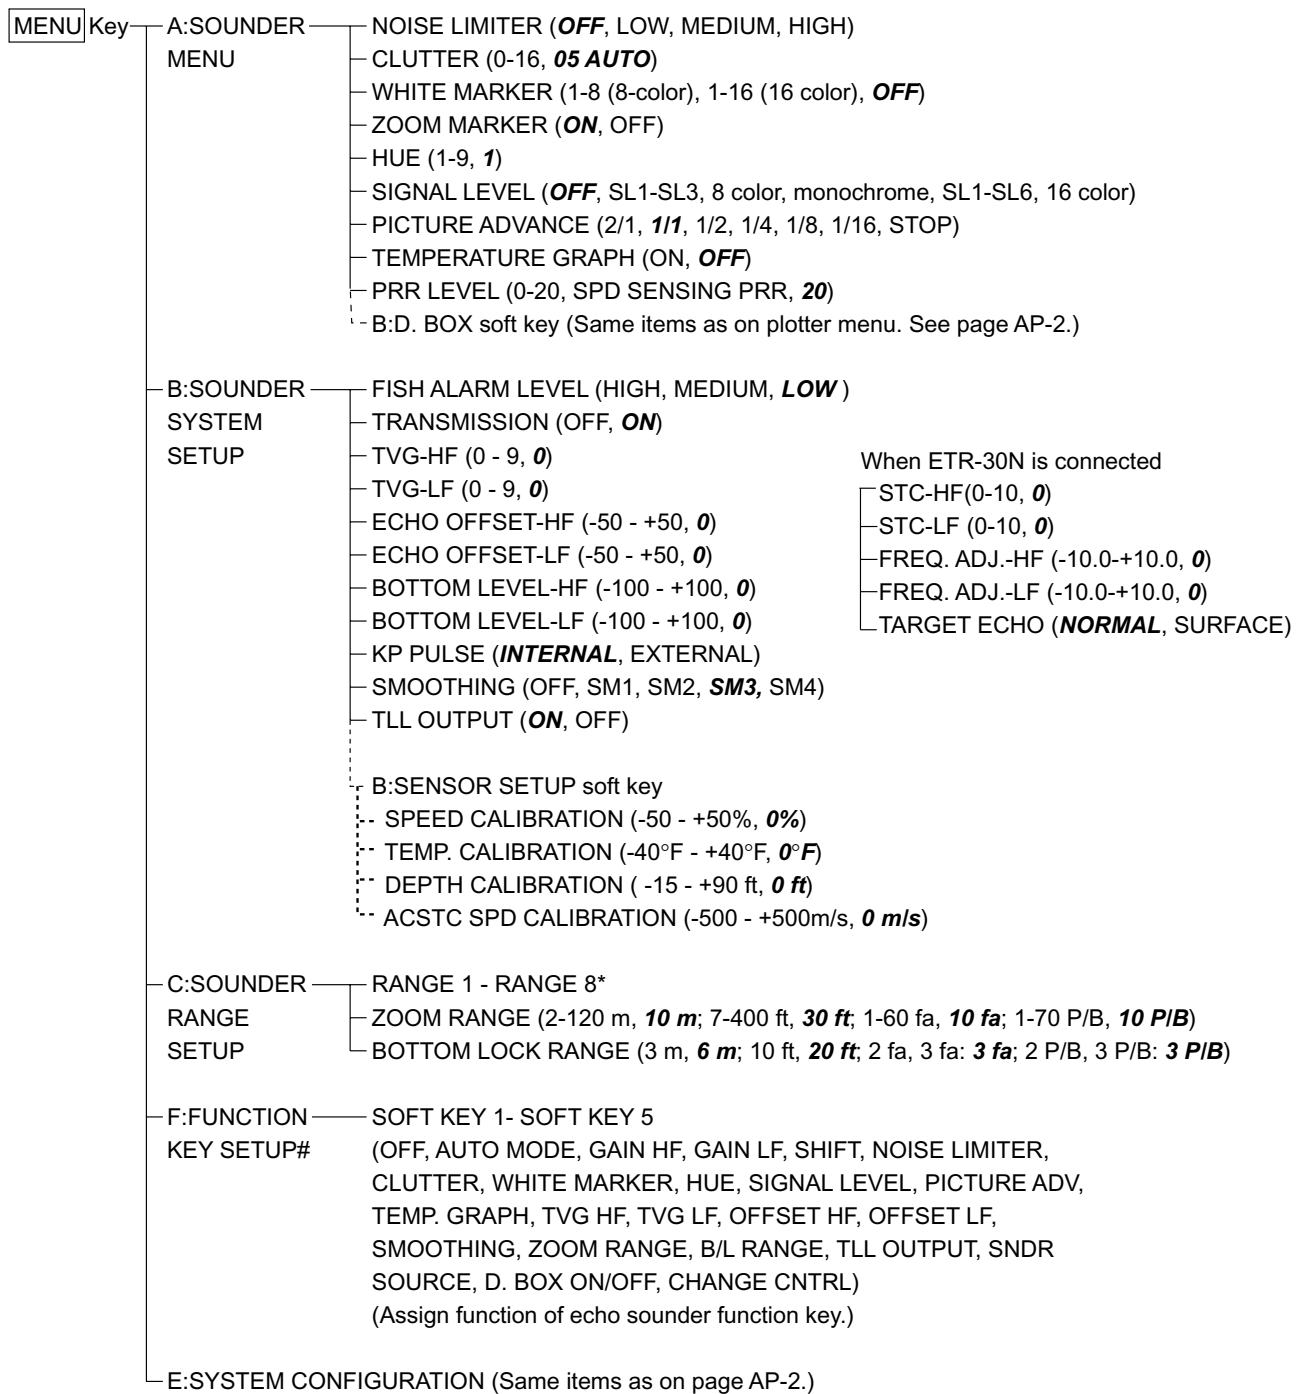 MENU Key A:SOUNDER NOISE LIMITER (OFF, LOW, MEDIUM, HIGH)
MENU CLUTTER (0-16, 05 AUTO)
WHITE MARKER (1-8 (8-color), 1-16 (16 color), OFF)
ZOOM MARKER (ON, OFF)
HUE (1-9, 1)
SIGNAL LEVEL (OFF, SL1-SL3, 8 color, monochrome, SL1-SL6, 16 color)
PICTURE ADVANCE (2/1, 1/1, 1/2, 1/4, 1/8, 1/16, STOP)
TEMPERATURE GRAPH (ON, OFF)
PRR LEVEL (0-20, SPD SENSING PRR, 20)
B:D. BOX soft key (Same items as on plotter menu. See page AP-2.)
B:SOUNDER FISH ALARM LEVEL (HIGH, MEDIUM, LOW )
SYSTEM TRANSMISSION (OFF, ON)
SETUP TVG-HF (0 - 9, 0)
TVG-LF (0 - 9, 0)
ECHO OFFSET-HF (-50 - +50, 0)
ECHO OFFSET-LF (-50 - +50, 0)
BOTTOM LEVEL-HF (-100 - +100, 0)
BOTTOM LEVEL-LF (-100 - +100, 0)
KP PULSE (INTERNAL, EXTERNAL)
SMOOTHING (OFF, SM1, SM2, SM3, SM4)
TLL OUTPUT (ON, OFF)
When ETR-30N is connected
STC-HF(0-10, 0)
STC-LF (0-10, 0)
FREQ. ADJ.-HF (-10.0-+10.0, 0)
FREQ. ADJ.-LF (-10.0-+10.0, 0)
TARGET ECHO (NORMAL, SURFACE)
B:SENSOR SETUP soft key
SPEED CALIBRATION (-50 - +50%, 0%)
TEMP. CALIBRATION (-40°F - +40°F, 0°F)
DEPTH CALIBRATION ( -15 - +90 ft, 0 ft)
ACSTC SPD CALIBRATION (-500 - +500m/s, 0 m/s)
C:SOUNDER RANGE 1 - RANGE 8*
RANGE ZOOM RANGE (2-120 m, 10 m; 7-400 ft, 30 ft; 1-60 fa, 10 fa; 1-70 P/B, 10 P/B)
SETUP BOTTOM LOCK RANGE (3 m, 6 m; 10 ft, 20 ft; 2 fa, 3 fa: 3 fa; 2 P/B, 3 P/B: 3 P/B)
F:FUNCTION SOFT KEY 1- SOFT KEY 5
KEY SETUP# (OFF, AUTO MODE, GAIN HF, GAIN LF, SHIFT, NOISE LIMITER,
CLUTTER, WHITE MARKER, HUE, SIGNAL LEVEL, PICTURE ADV,
TEMP. GRAPH, TVG HF, TVG LF, OFFSET HF, OFFSET LF,
SMOOTHING, ZOOM RANGE, B/L RANGE, TLL OUTPUT, SNDR
SOURCE, D. BOX ON/OFF, CHANGE CNTRL)
(Assign function of echo sounder function key.)
E:SYSTEM CONFIGURATION (Same items as on page AP-2.)